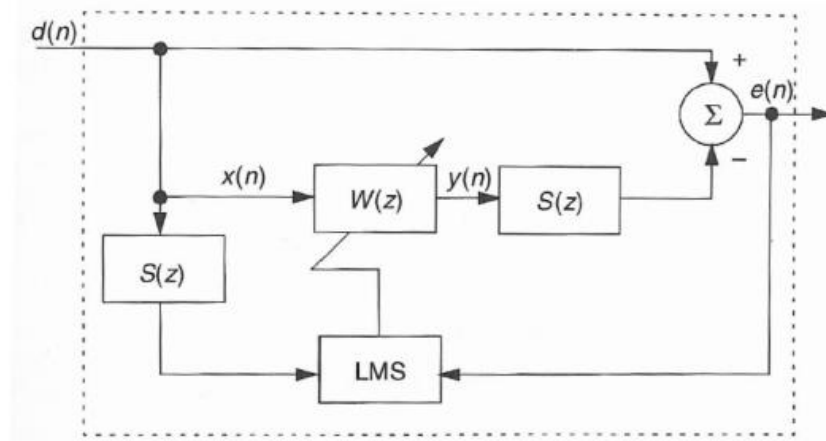 d(n)
+
e(n)
Σ
−
x(n)
W(z)
y(n)
S(z)
S(z)
LMS